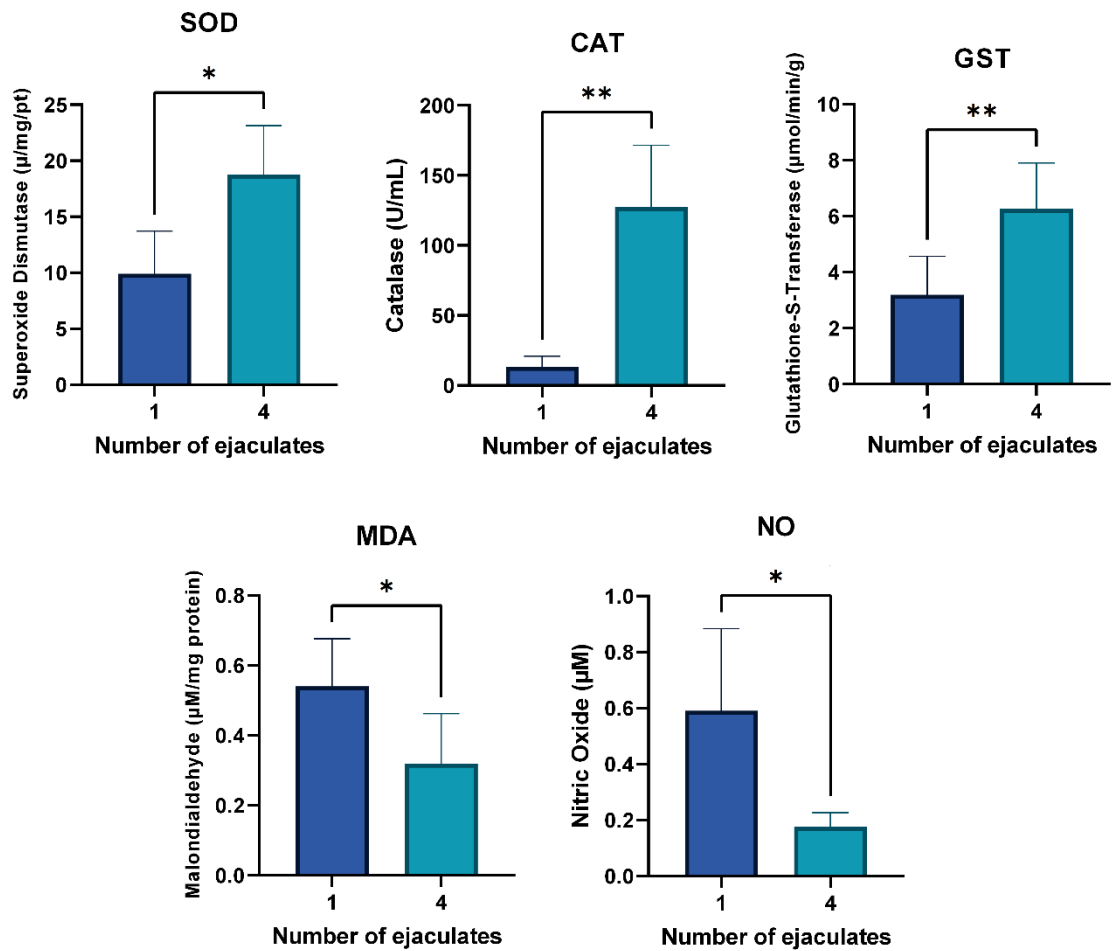 SOD
*
Superoxide Dismutase (µ/mg/pt)
25
20
15
10
5
0
1 4
Number of ejaculates
CAT
**
Catalase (U/mL)
200
150
100
50
0
1 4
Number of ejaculates
GST
**
Glutathione-S-Transferase (µmol/min/g)
10
8
6
4
2
0
1 4
Number of ejaculates
MDA
*
Malondialdehyde (µM/mg protein)
0.8
0.6
0.4
0.2
0.0
1 4
Number of ejaculates
NO
*
Nitric Oxide (µM)
1.0
0.8
0.6
0.4
0.2
0.0
1 4
Number of ejaculates